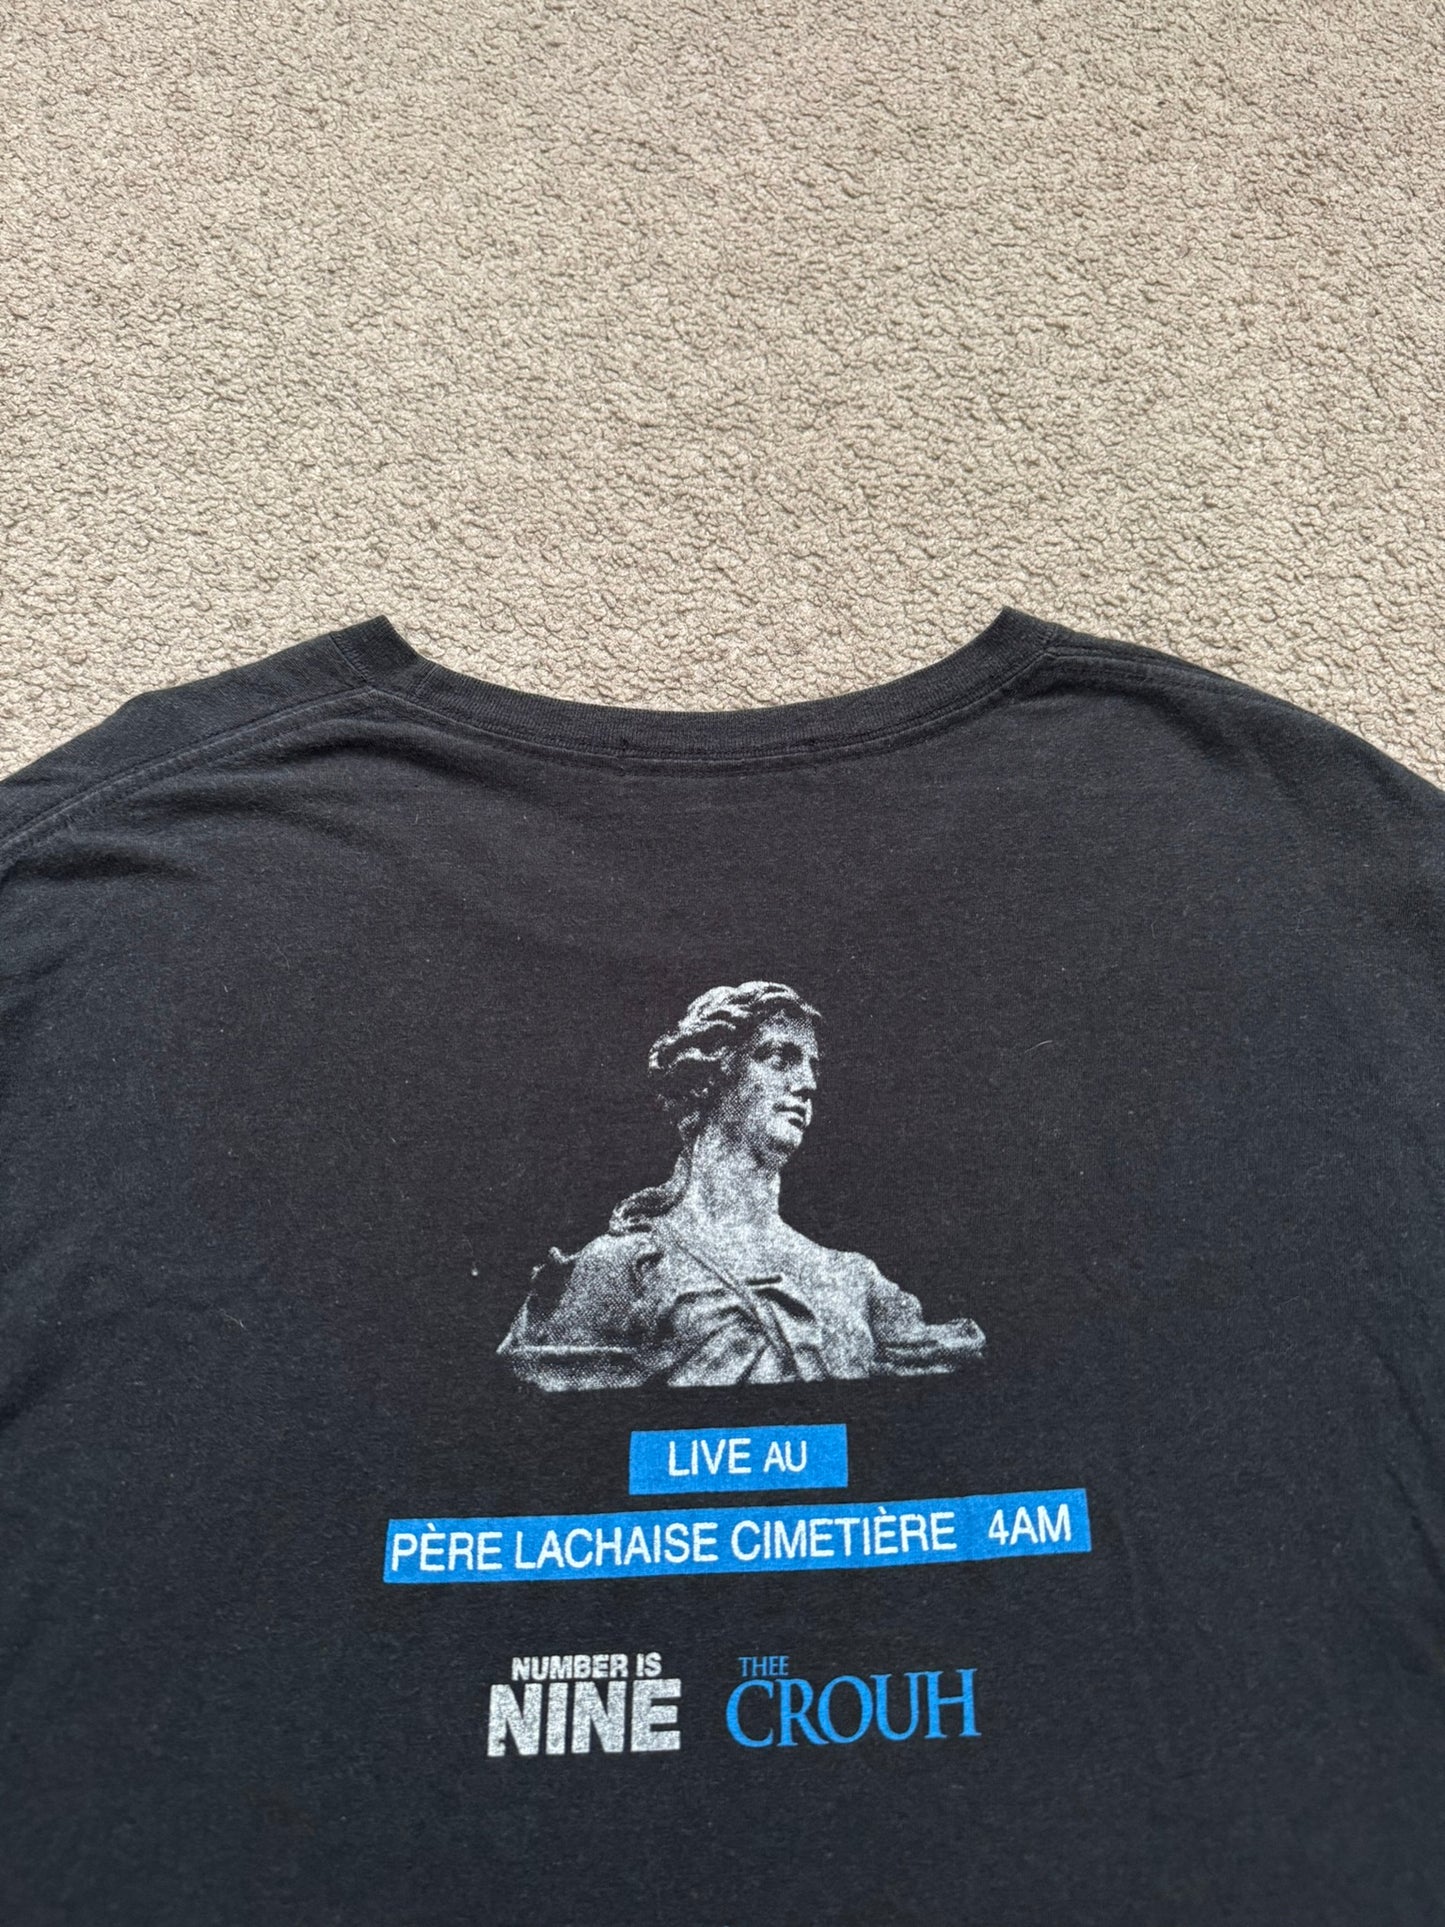 LIVE AU
PÈRE LACHAISE CIMETIÈRE 4AM
NUMBER IS
NINE
THEE
CROUH